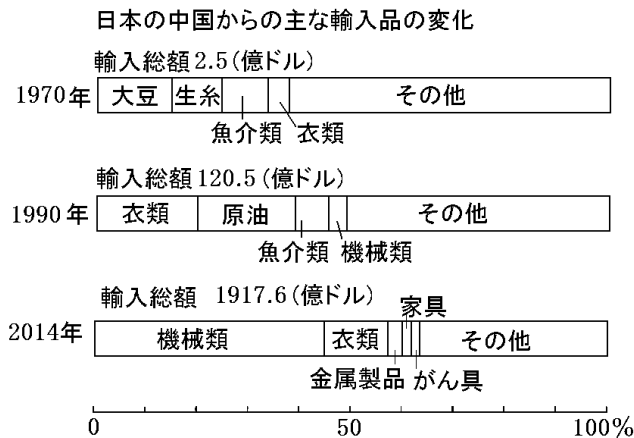 日本の中国からの主な輸入品の変化
輸入総額2.5(億ドル)
1970年 大豆 生糸 その他
魚介類 衣類
輸入総額120.5(億ドル)
1990年 衣類 原油 その他
魚介類 機械類
輸入総額 1917.6(億ドル) 家具
2014年 機械類 衣類 その他
金属製品 がん具
0 50 100%